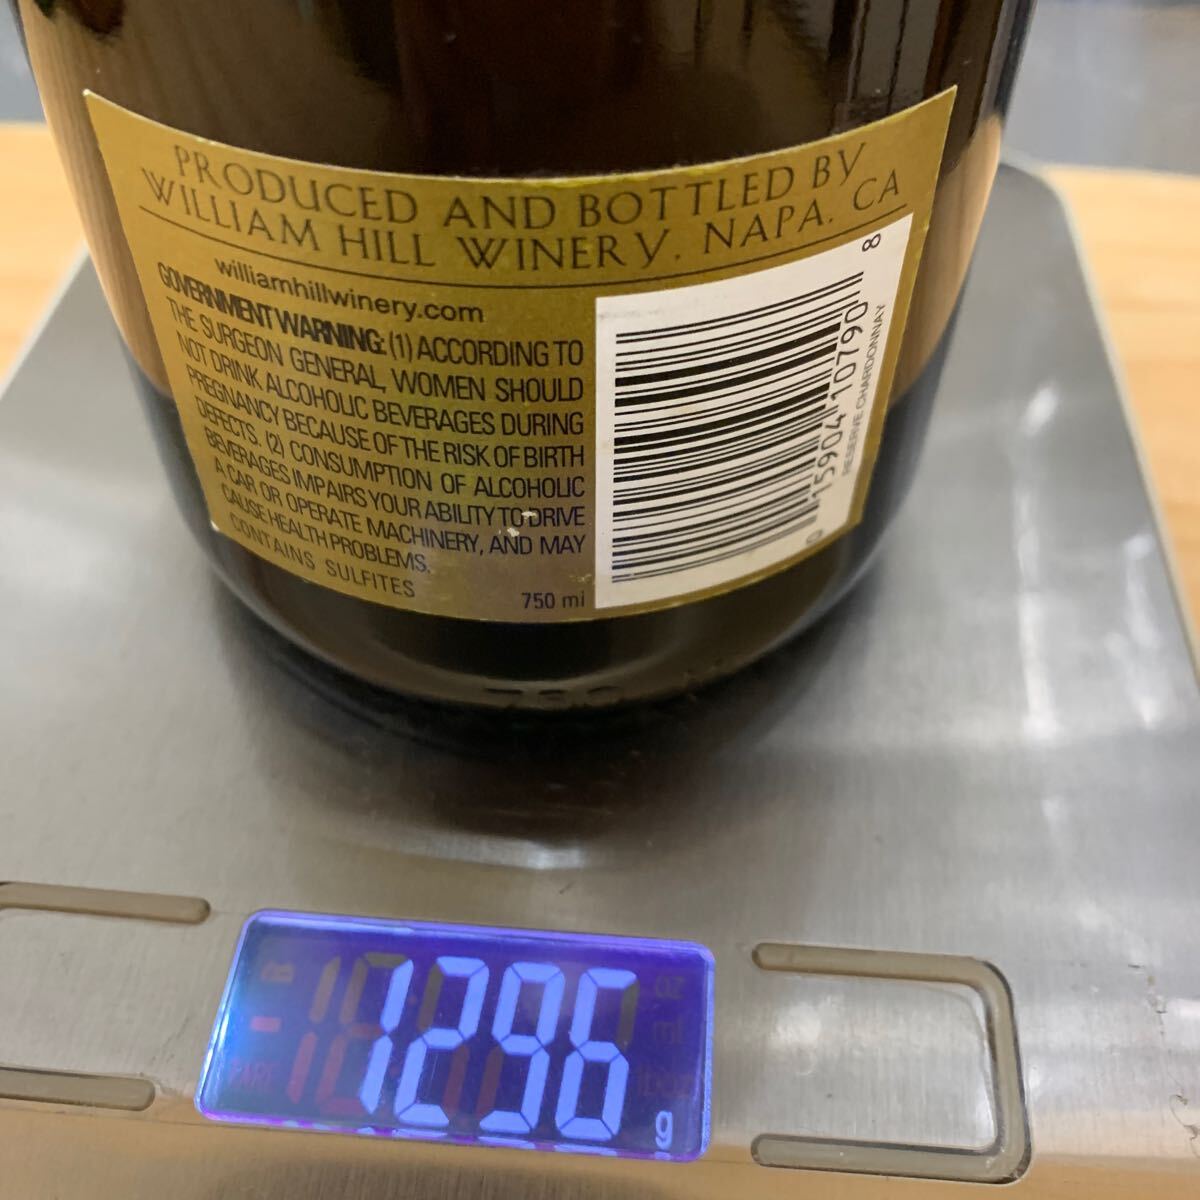 PRODUCED AND BOTTLED BY
WILLIAM HILL WINERY. NAPA. CA
williamhillwinery.com
GOVERNMENT WARNING: (1) ACCORDING TO
THE SURGEON GENERAL, WOMEN SHOULD
NOT DRINK ALCOHOLIC BEVERAGES DURING
PREGNANCY BECAUSE OF THE RISK OF BIRTH
DEFECTS. (2) CONSUMPTION OF ALCOHOLIC
BEVERAGES IMPAIRS YOUR ABILITY TO DRIVE
A CAR OR OPERATE MACHINERY, AND MAY
CAUSE HEALTH PROBLEMS.
CONTAINS SULFITES
750 ml
0 15904 10790 8
RESERVE CHARDONNAY
1296 g